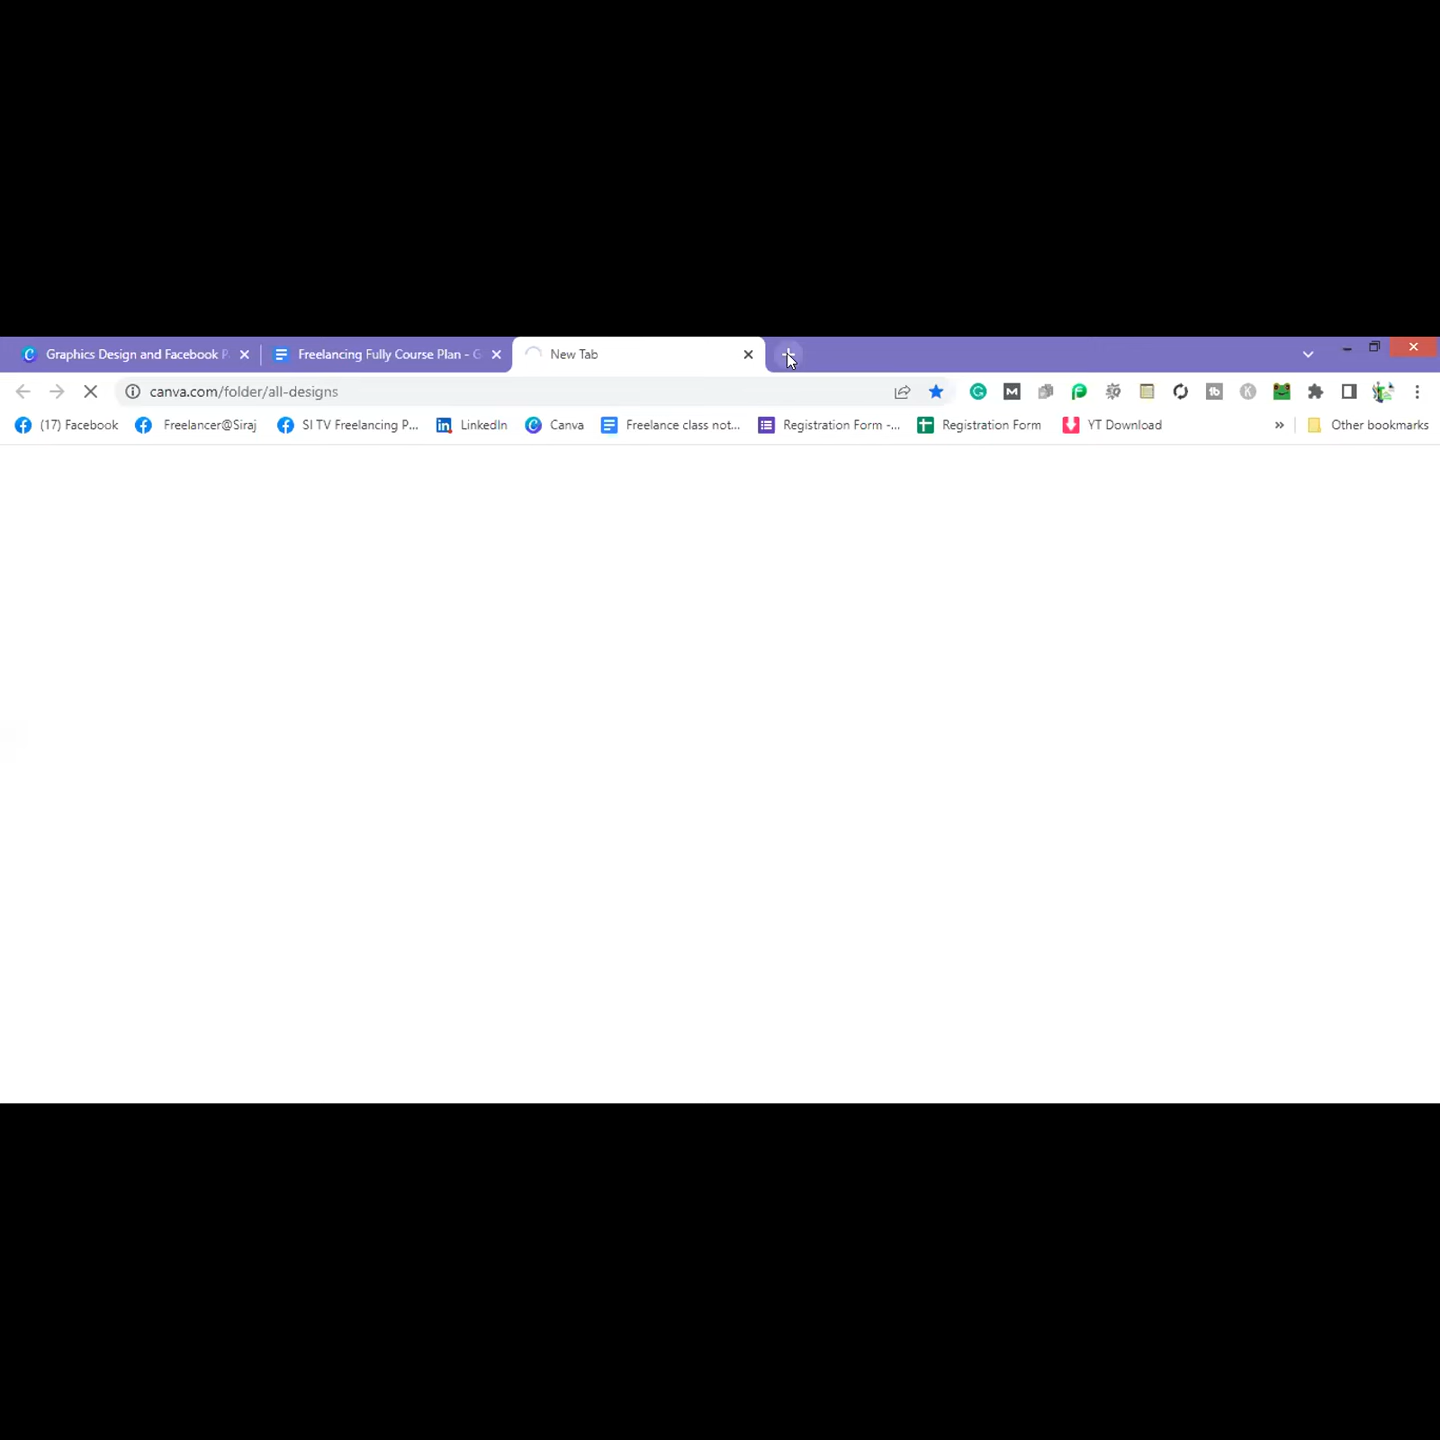 Graphics Design and Facebook P
Freelancing Fully Course Plan - G
New Tab
canva.com/folder/all-designs
(17) Facebook
Freelancer@Siraj
SI TV Freelancing P...
LinkedIn
Canva
Freelance class not...
Registration Form -...
Registration Form
YT Download
»
Other bookmarks